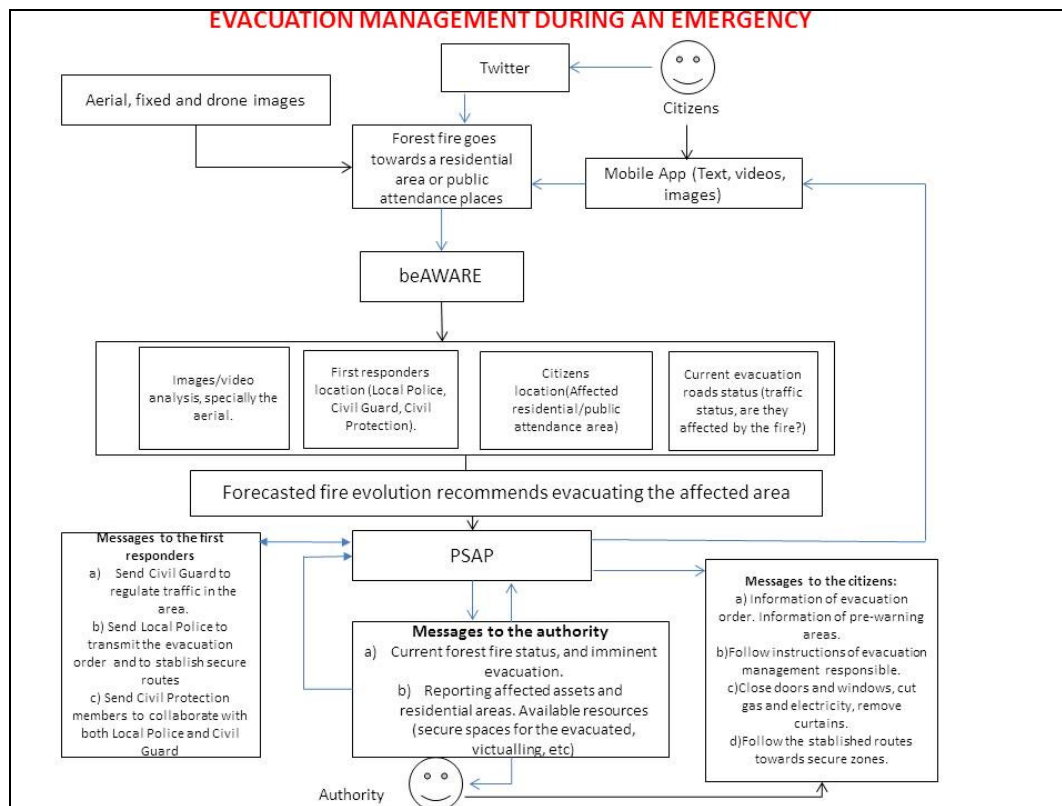 EVACUATION MANAGEMENT DURING AN EMERGENCY
Twitter
Citizens
Aerial, fixed and drone images
Forest fire goes
towards a residential
area or public
attendance places
Mobile App (Text, videos,
images)
beAWARE
Images/video
analysis, specially the
aerial.
First responders
location (Local Police,
Civil Guard, Civil
Protection).
Citizens
location(Affected
residential/public
attendance area)
Current evacuation
roads status (traffic
status, are they
affected by the fire?)
Forecasted fire evolution recommends evacuating the affected area
PSAP
Messages to the first
responders
a) Send Civil Guard to
regulate traffic in the
area.
b) Send Local Police to
transmit the evacuation
order and to stablish secure
routes
c) Send Civil Protection
members to collaborate with
both Local Police and Civil
Guard
Messages to the authority
a) Current forest fire status, and imminent
evacuation.
b) Reporting affected assets and
residential areas. Available resources
(secure spaces for the evacuated,
victualling, etc)
Messages to the citizens:
a) Information of evacuation
order. Information of pre-warning
areas.
b)Follow instructions of evacuation
management responsible.
c)Close doors and windows, cut
gas and electricity, remove
curtains.
d)Follow the stablished routes
towards secure zones.
Authority